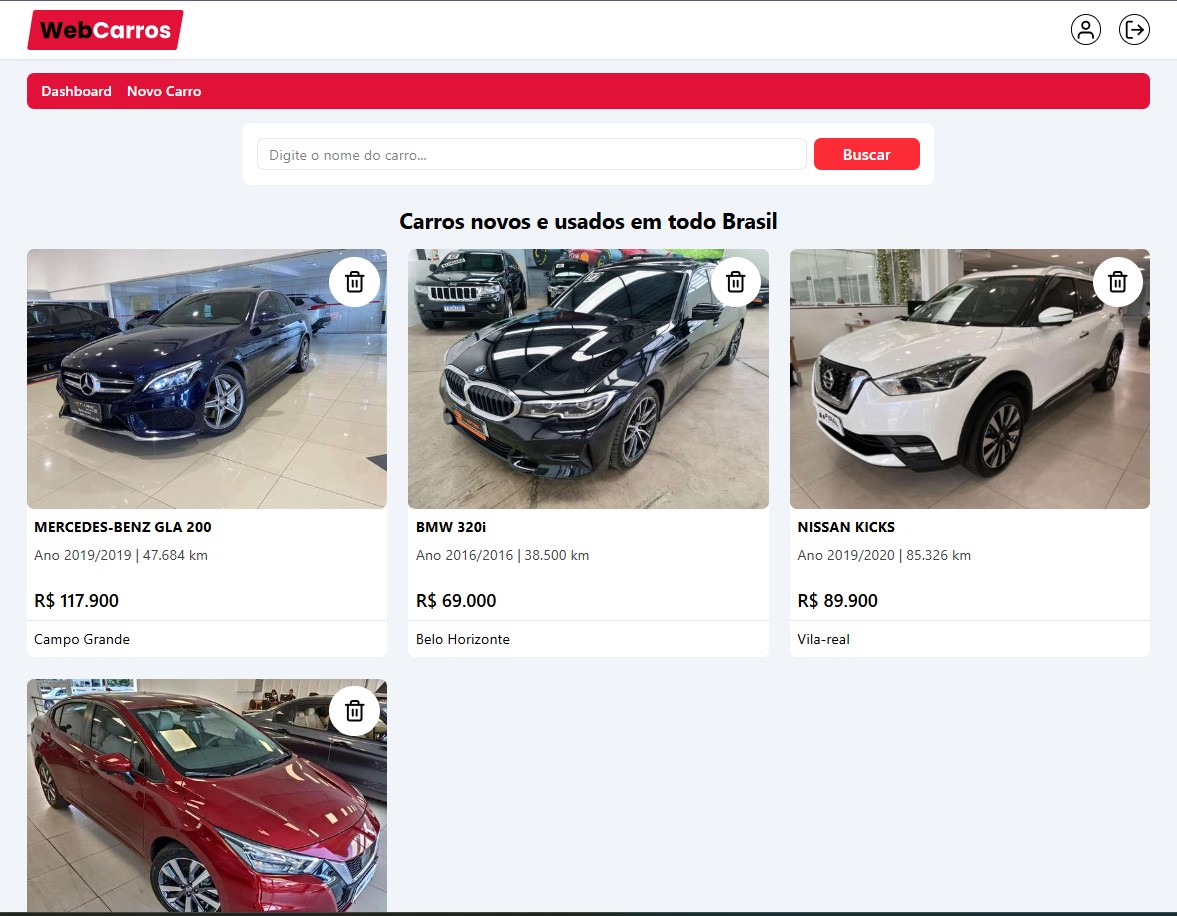 WebCarros
Dashboard Novo Carro
Digite o nome do carro...
Buscar
Carros novos e usados em todo Brasil
MERCEDES-BENZ GLA 200
Ano 2019/2019 | 47.684 km
R$ 117.900
Campo Grande
BMW 320i
Ano 2016/2016 | 38.500 km
R$ 69.000
Belo Horizonte
NISSAN KICKS
Ano 2019/2020 | 85.326 km
R$ 89.900
Vila-real